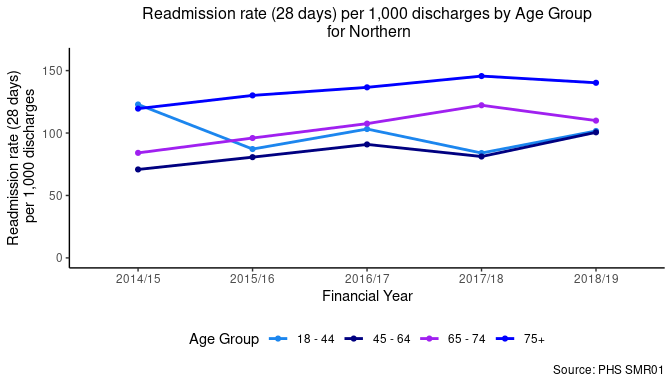 Readmission rate (28 days) per 1,000 discharges by Age Group
for Northern
Readmission rate (28 days)
per 1,000 discharges
150
100
50
0
2014/15 2015/16 2016/17 2017/18 2018/19
Financial Year
Age Group 18 - 44 45 - 64 65 - 74 75+
Source: PHS SMR01